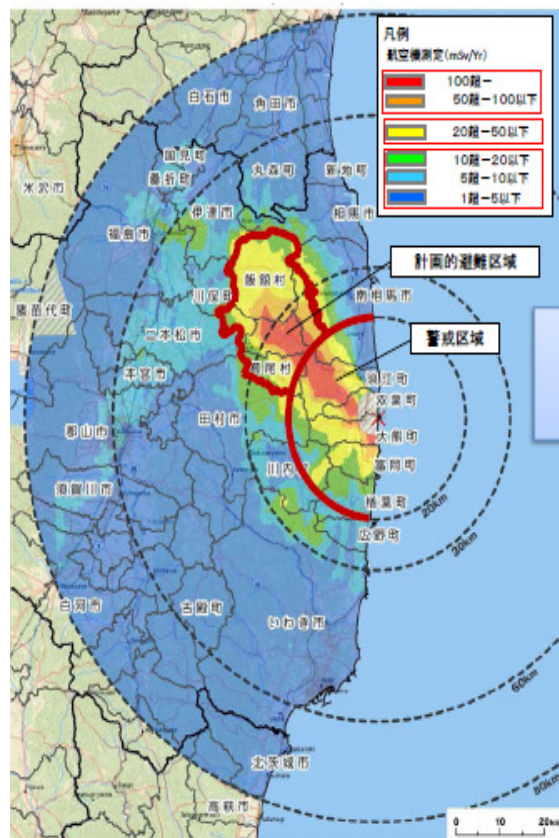 凡例
航空機測定(mSv/Yr)
100超ー
50超ー100以下
20超ー50以下
10超ー20以下
5超ー10以下
1超ー5以下
白石市
角田市
米沢市
国見町
桑折町
丸森町
新地町
伊達市
相馬市
福島市
計画的避難区域
飯舘村
川俣町
南相馬市
猪苗代町
二本松市
警戒区域
葛尾村
本宮市
浪江町
双葉町
田村市
郡山市
大熊町
川内村
富岡町
須賀川市
楢葉町
20km
広野町
30km
白河市
古殿町
いわき市
60km
北茨城市
80km
高萩市
0
10
20km